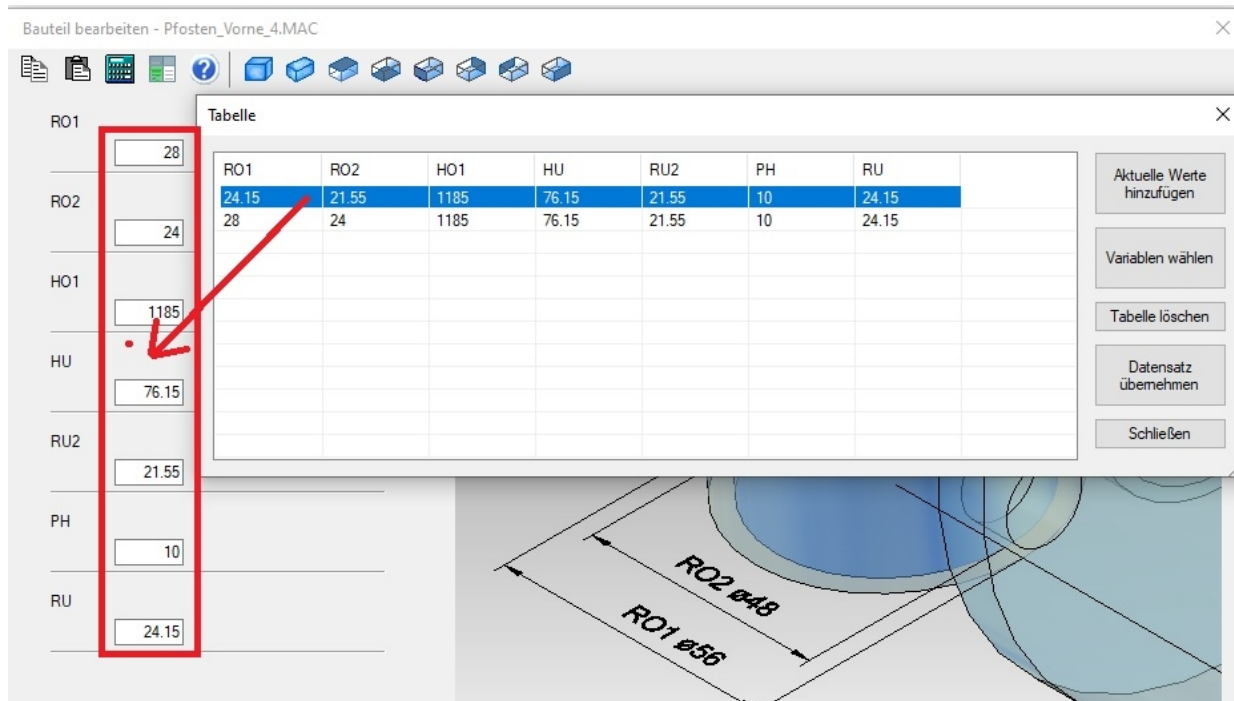 Bauteil bearbeiten - Pfosten_Vorne_4.MAC
RO1
28
RO2
24
HO1
1185
HU
76.15
RU2
21.55
PH
10
RU
24.15
Tabelle
RO1 RO2 HO1 HU RU2 PH RU
24.15 21.55 1185 76.15 21.55 10 24.15
28 24 1185 76.15 21.55 10 24.15
Aktuelle Werte
hinzufügen
Variablen wählen
Tabelle löschen
Datensatz
übernehmen
Schließen
RO2 ø48
RO1 ø56